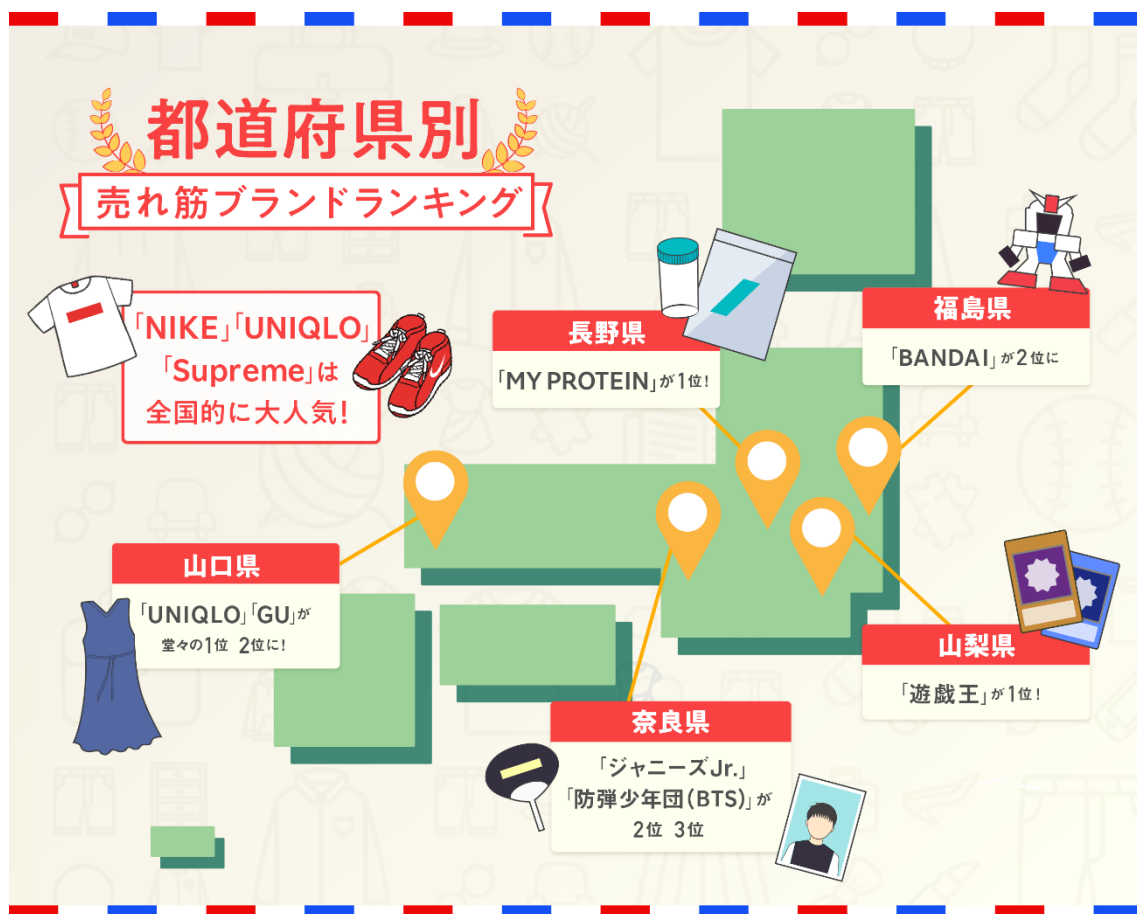 都道府県別
売れ筋ブランドランキング
「NIKE」「UNIQLO」
「Supreme」は
全国的に大人気!
長野県
「MY PROTEIN」が1位!
福島県
「BANDAI」が2位に
山口県
「UNIQLO」「GU」が
堂々の1位 2位に!
山梨県
「遊戯王」が1位!
奈良県
「ジャニーズJr.」
「防弾少年団(BTS)」が
2位 3位